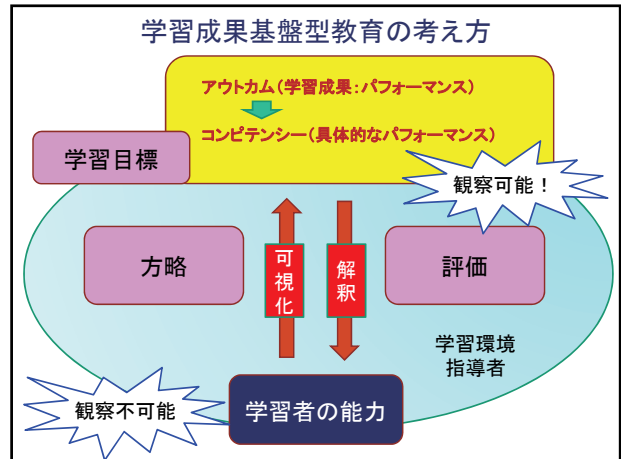 学習成果基盤型教育の考え方
アウトカム(学習成果:パフォーマンス)
コンピテンシー(具体的なパフォーマンス)
学習目標
観察可能!
方略
可視化
解釈
評価
学習環境
指導者
観察不可能
学習者の能力